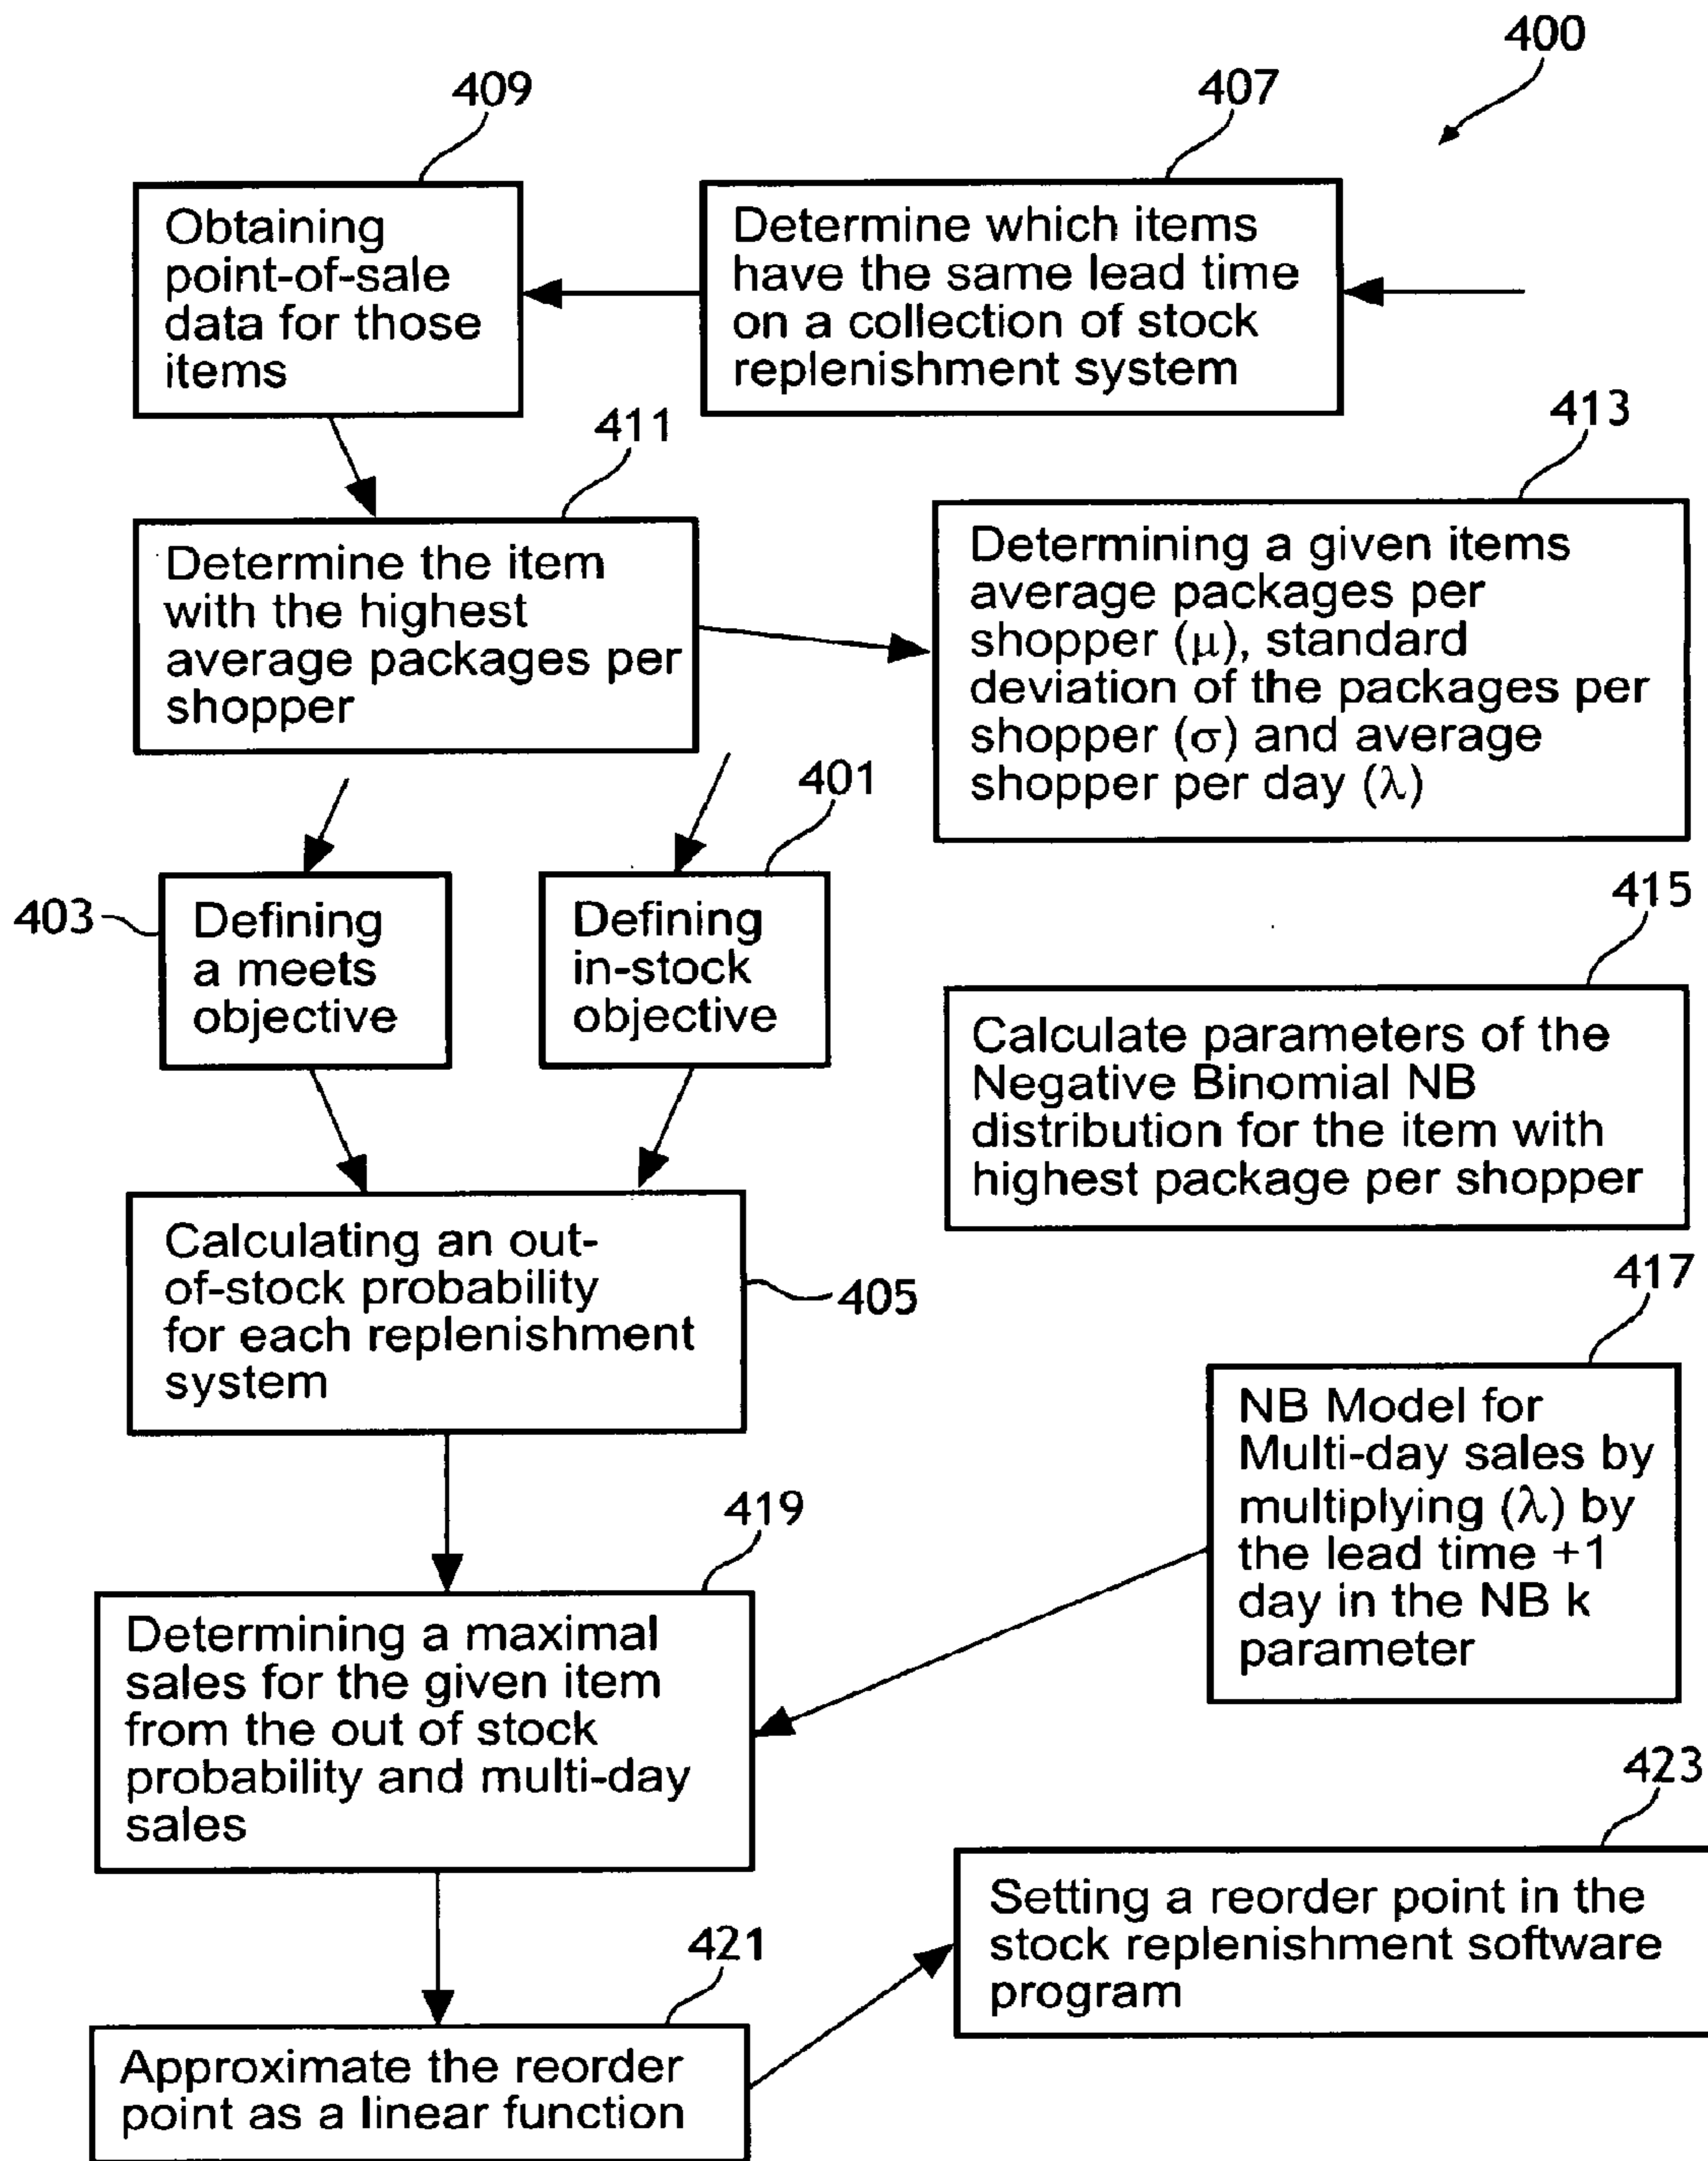 400
409
407
Obtaining
point-of-sale
data for those
items
Determine which items
have the same lead time
on a collection of stock
replenishment system
411
413
Determine the item
with the highest
average packages per
shopper
Determining a given items
average packages per
shopper (μ), standard
deviation of the packages per
shopper (σ) and average
shopper per day (λ)
401
403
Defining
a meets
objective
Defining
in-stock
objective
415
Calculate parameters of the
Negative Binomial NB
distribution for the item with
highest package per shopper
Calculating an out-
of-stock probability
for each replenishment
system
405
417
NB Model for
Multi-day sales by
multiplying (λ) by
the lead time +1
day in the NB k
parameter
419
Determining a maximal
sales for the given item
from the out of stock
probability and multi-day
sales
423
Setting a reorder point in the
stock replenishment software
program
421
Approximate the reorder
point as a linear function